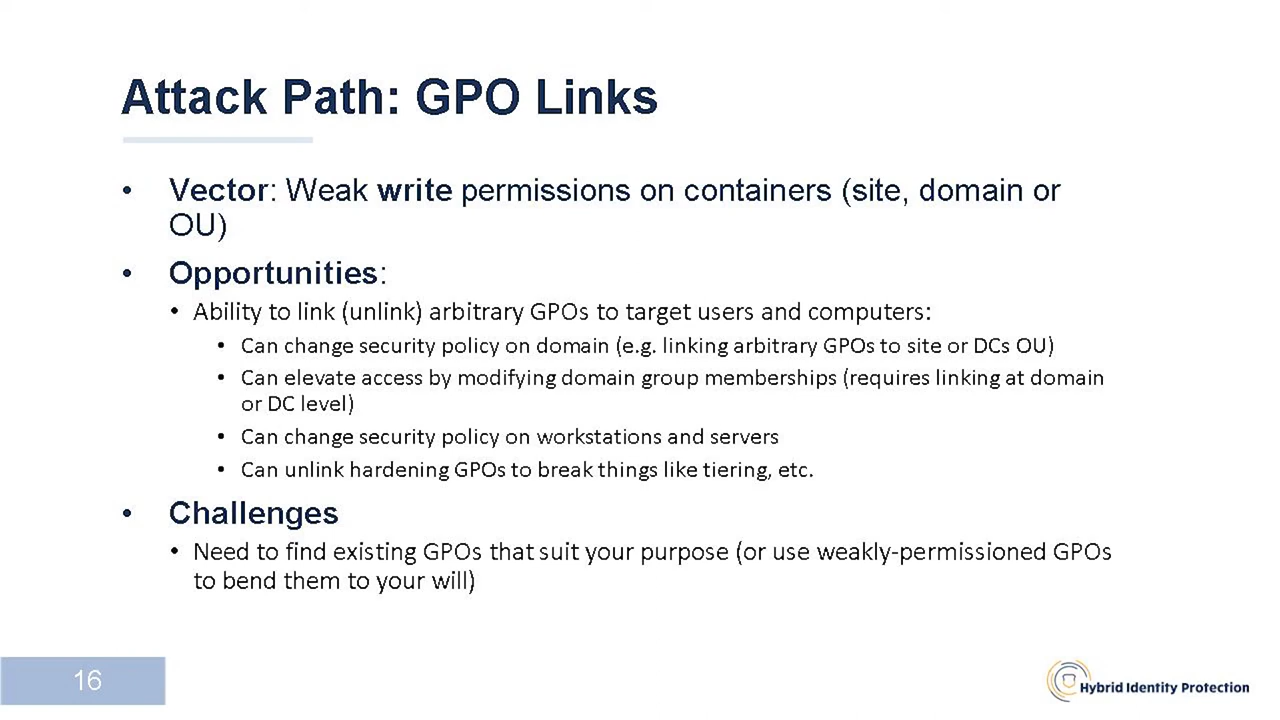 Attack Path: GPO Links
• Vector: Weak write permissions on containers (site, domain or
OU)
• Opportunities:
• Ability to link (unlink) arbitrary GPOs to target users and computers:
• Can change security policy on domain (e.g. linking arbitrary GPOs to site or DCs OU)
• Can elevate access by modifying domain group memberships (requires linking at domain
or DC level)
• Can change security policy on workstations and servers
• Can unlink hardening GPOs to break things like tiering, etc.
• Challenges
• Need to find existing GPOs that suit your purpose (or use weakly-permissioned GPOs
to bend them to your will)
16
Hybrid Identity Protection